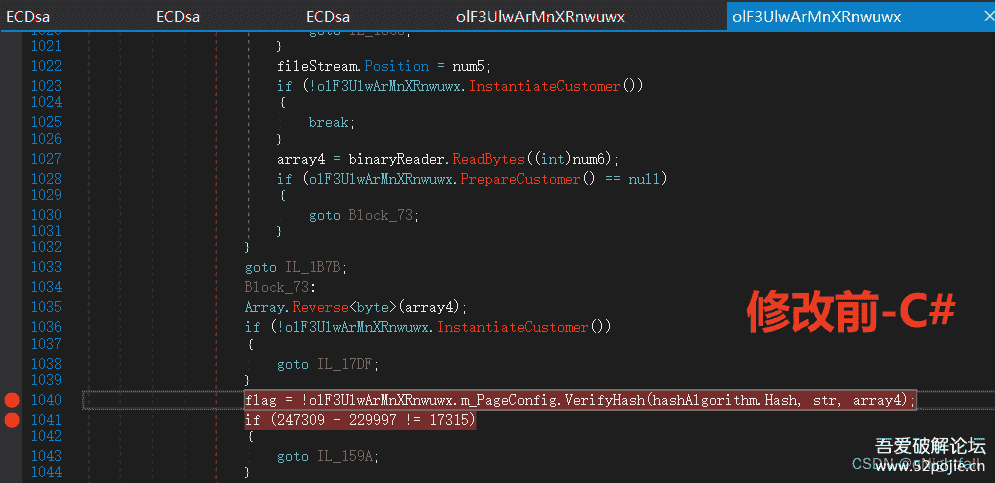 ECDsa ECDsa ECDsa olF3UlwArMnXRnwuwx olF3UlwArMnXRnwuwx
1021 }
1022 fileStream.Position = num5;
1023 if (!olF3UlwArMnXRnwuwx.InstantiateCustomer())
1024 {
1025 break;
1026 }
1027 array4 = binaryReader.ReadBytes((int)num6);
1028 if (olF3UlwArMnXRnwuwx.PrepareCustomer() == null)
1029 {
1030 goto Block_73;
1031 }
1032 }
1033 goto IL_1B7B;
1034 Block_73:
1035 Array.Reverse<byte>(array4);
1036 if (!olF3UlwArMnXRnwuwx.InstantiateCustomer())
1037 {
1038 goto IL_17DF;
1039 }
1040 flag = !olF3UlwArMnXRnwuwx.m_PageConfig.VerifyHash(hashAlgorithm.Hash, str, array4);
1041 if (247309 - 229997 != 17315)
1042 {
1043 goto IL_159A;
1044 }
修改前-C#
吾爱破解论坛
www.52pojie.cn